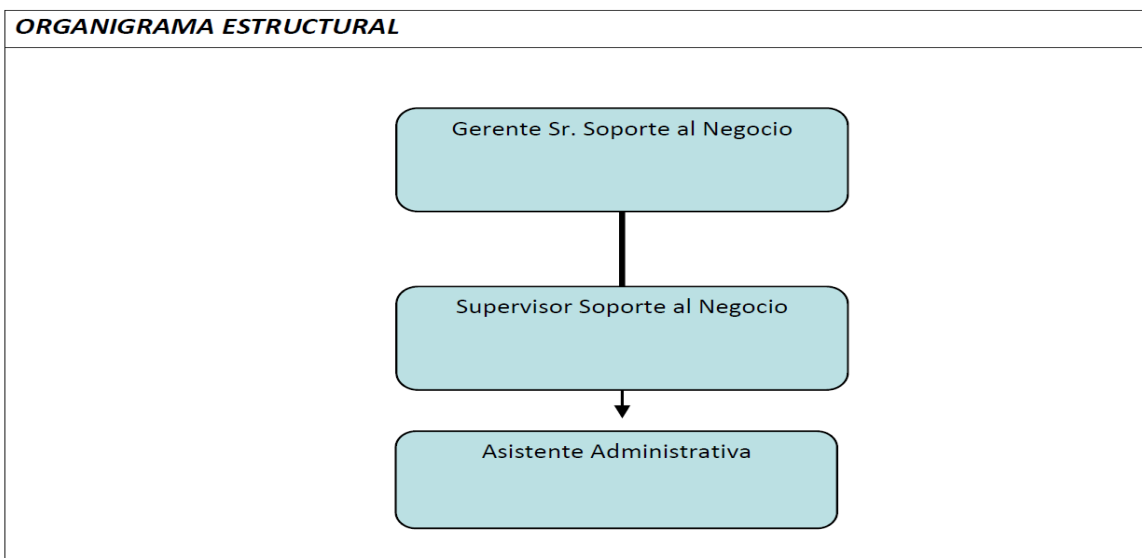 ORGANIGRAMA ESTRUCTURAL
Gerente Sr. Soporte al Negocio
Supervisor Soporte al Negocio
Asistente Administrativa